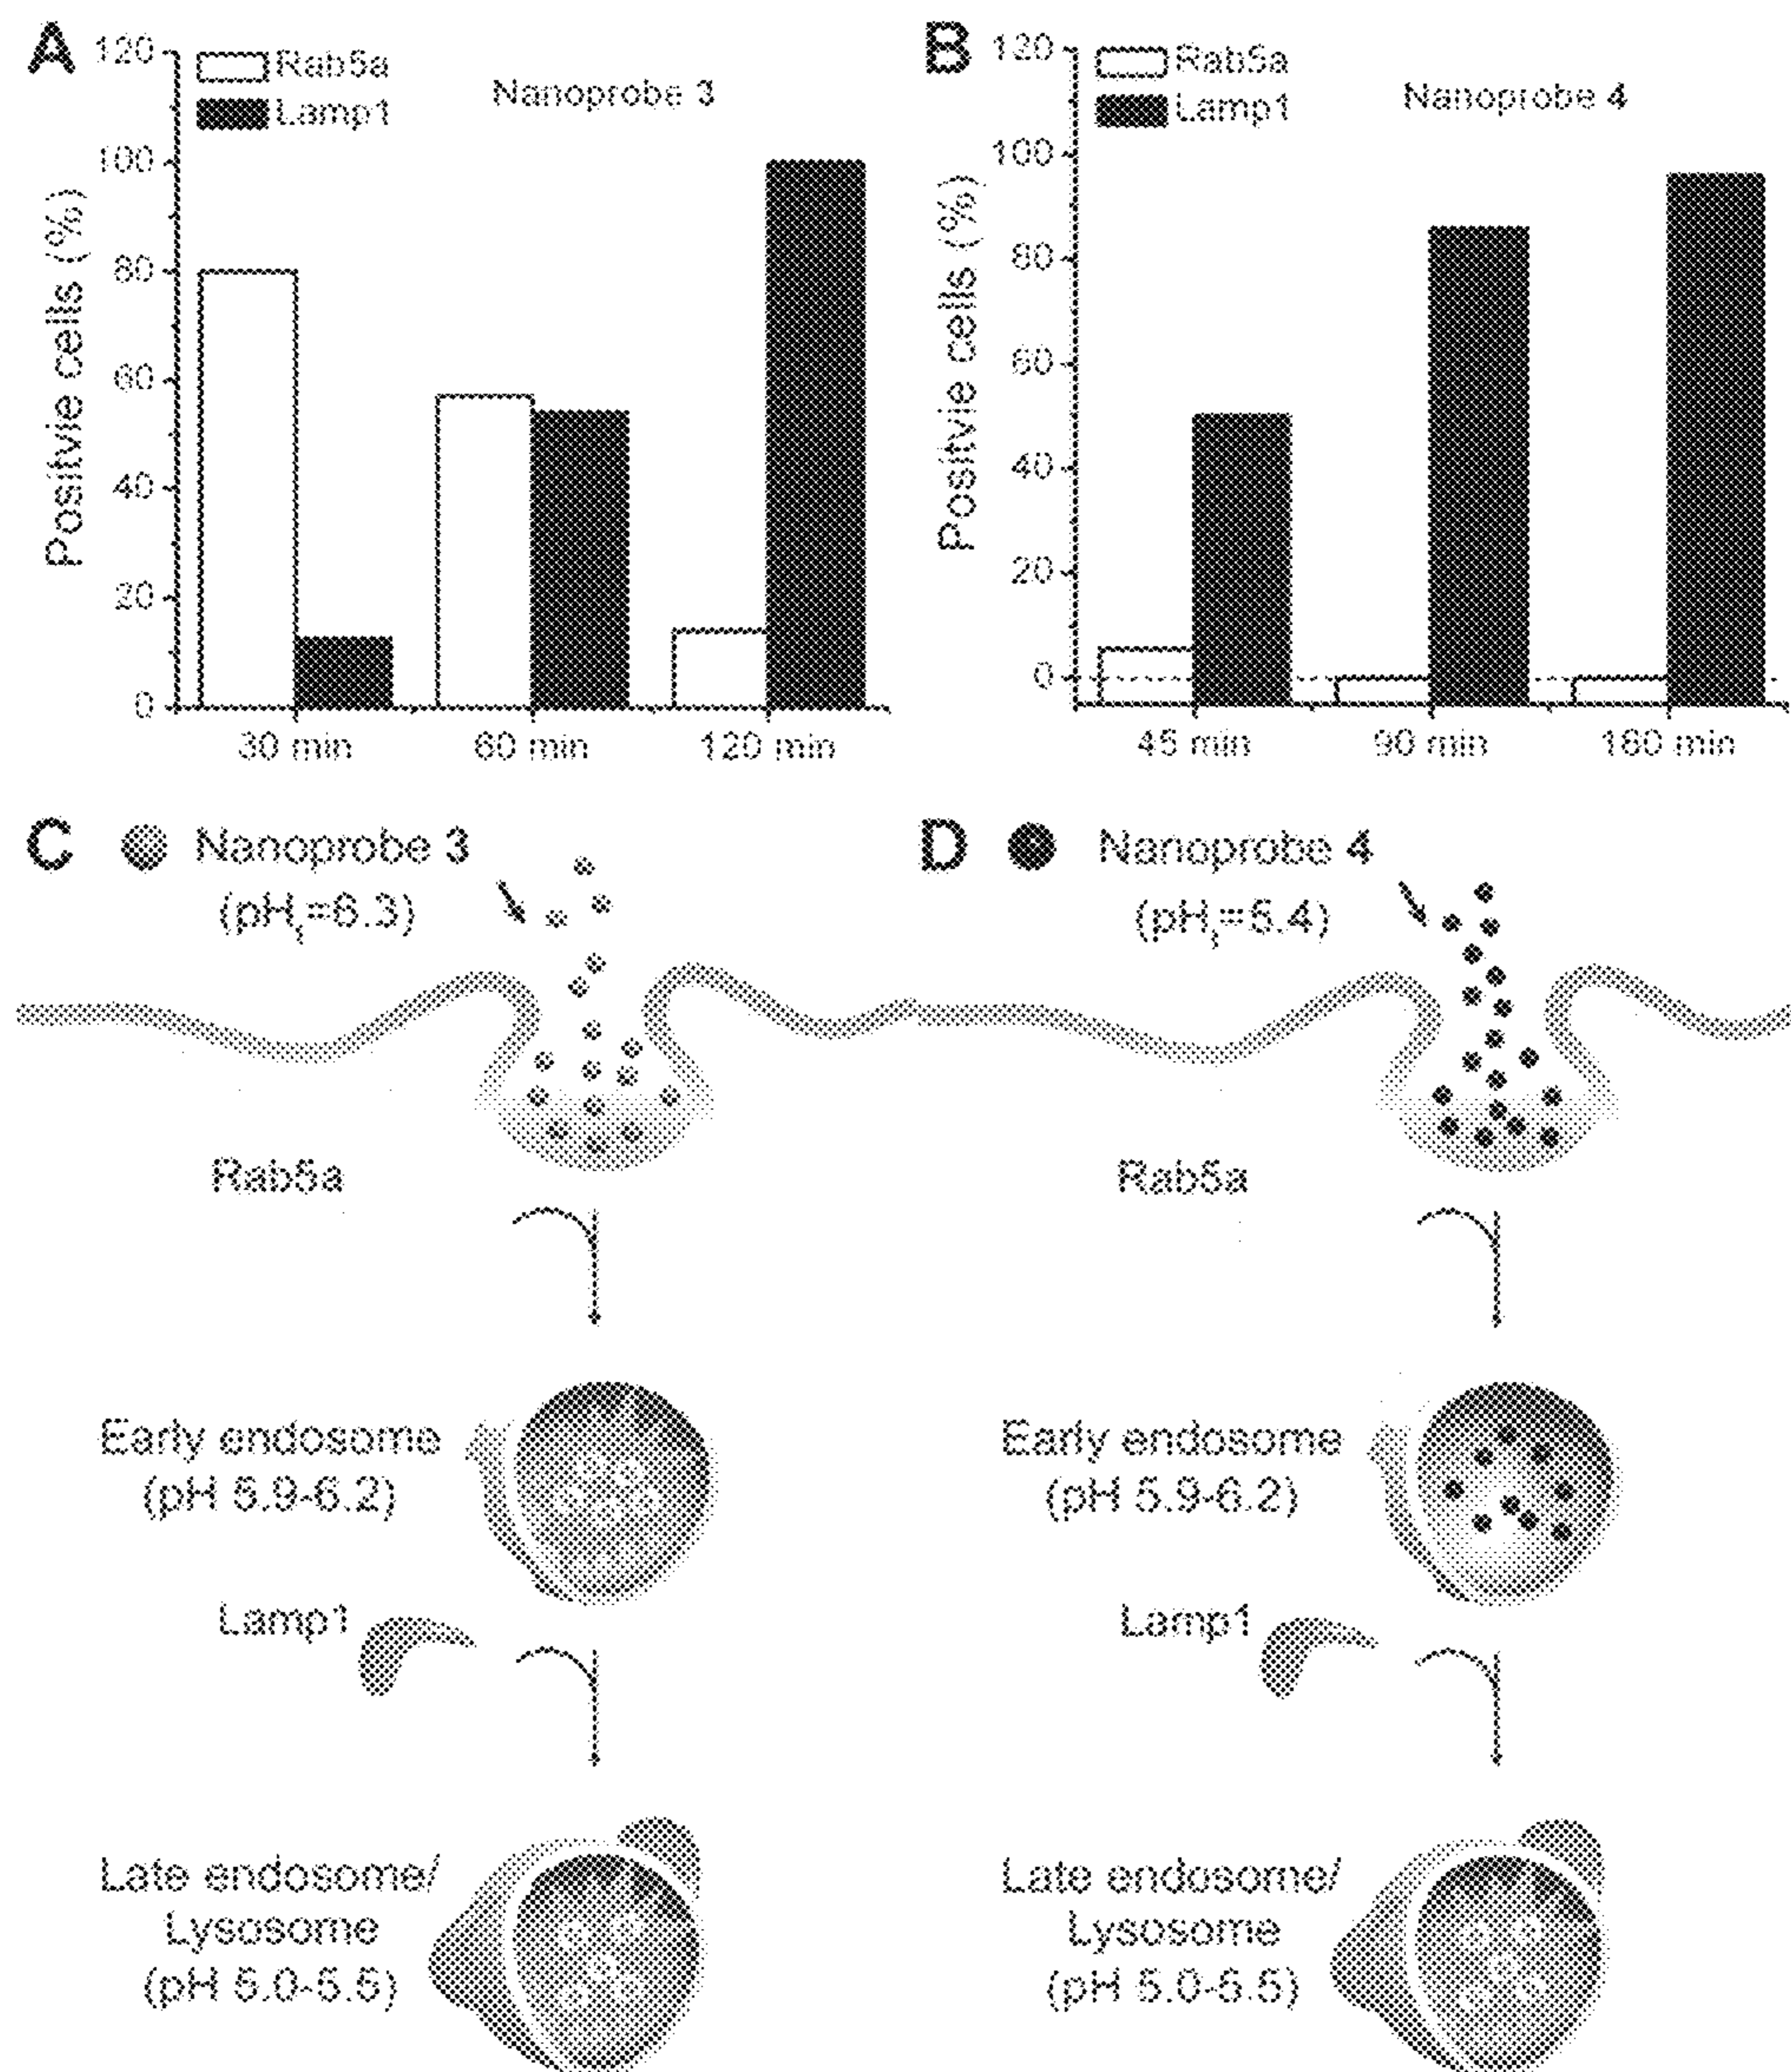 A
120
100
80
60
40
20
0
Positvie cells (%)
Rab5a
Lamp1
Nanoprobe 3
30 min
60 min
120 min
B
120
100
80
60
40
20
0
Positvie cells (%)
Rab5a
Lamp1
Nanoprobe 4
45 min
90 min
180 min
C
Nanoprobe 3
(pHt=6.3)
Rab5a
Early endosome
(pH 5.9-6.2)
Lamp1
Late endosome/
Lysosome
(pH 5.0-5.5)
D
Nanoprobe 4
(pHt=5.4)
Rab5a
Early endosome
(pH 5.9-6.2)
Lamp1
Late endosome/
Lysosome
(pH 5.0-5.5)